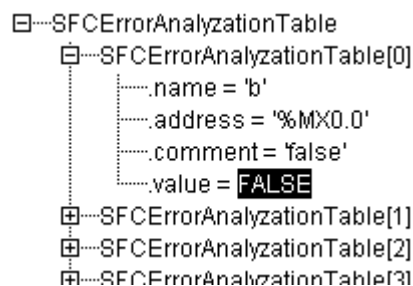 SFCErrorAnalyzationTable
SFCErrorAnalyzationTable[0]
.name = 'b'
.address = '%MX0.0'
.comment = 'false'
.value = FALSE
SFCErrorAnalyzationTable[1]
SFCErrorAnalyzationTable[2]
SFCErrorAnalyzationTable[3]